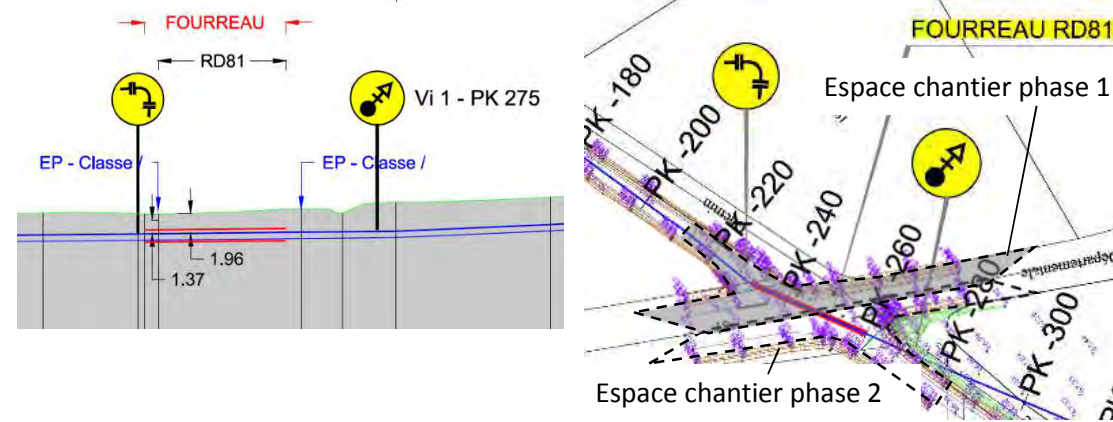 FOURREAU
RD81
Vi 1 - PK 275
EP - Classe /
EP - Classe /
1.96
1.37
FOURREAU RD81
Espace chantier phase 1
PK -180
PK -200
PK -220
PK -240
260
PK -280
PK -300
Départementale
Espace chantier phase 2